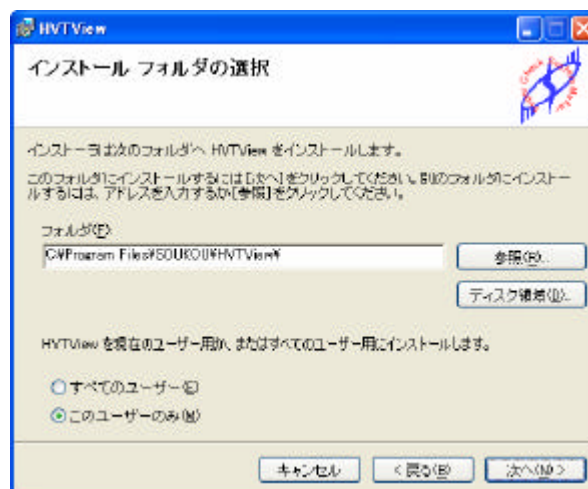 HVTView
インストール フォルダの選択
インストーラは次のフォルダへ HVTView をインストールします。
このフォルダにインストールするには[次へ]をクリックしてください。別のフォルダにインストー
ルするには、アドレスを入力するか[参照]をクリックしてください。
フォルダ(F):
C:¥Program Files¥SOUKOU¥HVTView¥
参照(R)...
ディスク領域(D)...
HVTView を現在のユーザー用か、またはすべてのユーザー用にインストールします。
すべてのユーザー(E)
このユーザーのみ(M)
キャンセル
< 戻る(B)
次へ(N) >